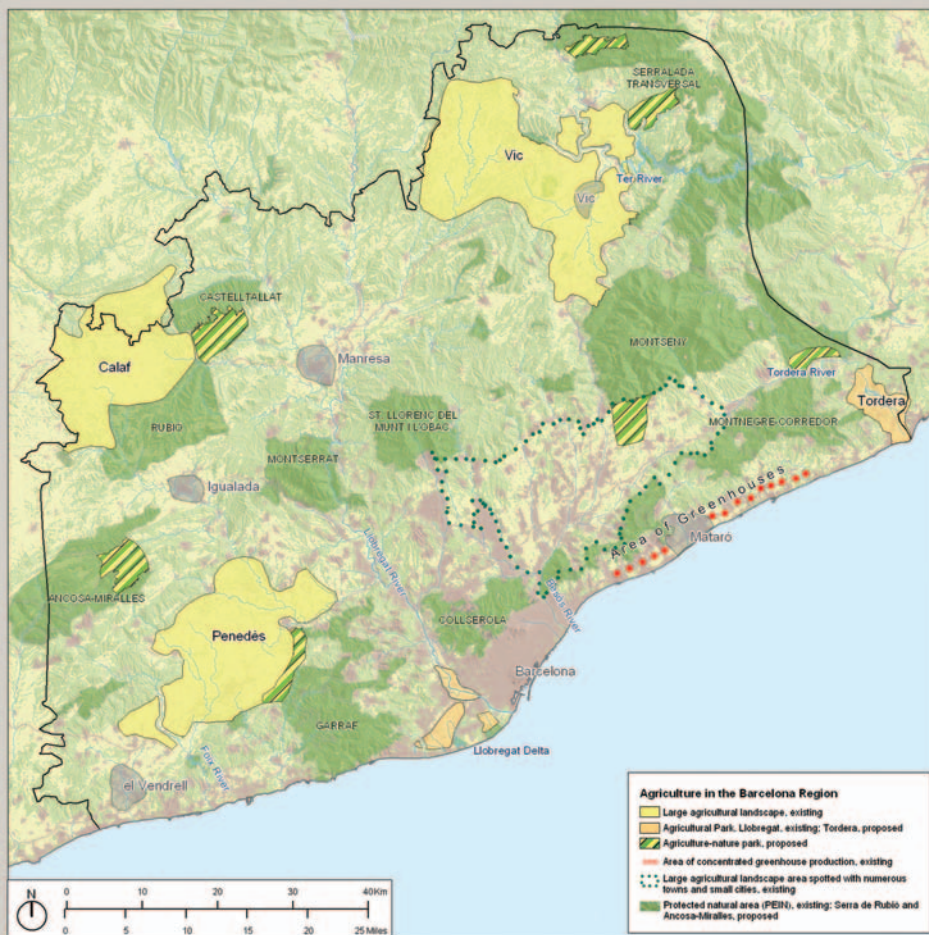 SERRALADA
TRANSVERSAL
Vic
Ter River
Vic
CASTELLTALLAT
MONTSENY
Calaf
Manresa
Tordera River
Tordera
ST. LLORENÇ DEL
MUNT I L'OBAC
MONTNEGRE-CORREDOR
RUBIO
MONTSERRAT
Igualada
Area of Greenhouses
Mataró
Llobregat River
Besòs River
ANCOSA-MIRALLES
COLLSEROLA
Penedès
Barcelona
GARRAF
Llobregat Delta
Foix River
el Vendrell
Agriculture in the Barcelona Region
Large agricultural landscape, existing
Agricultural Park, Llobregat, existing; Tordera, proposed
Agriculture-nature park, proposed
Area of concentrated greenhouse production, existing
Large agricultural landscape area spotted with numerous
towns and small cities, existing
Protected natural area (PEIN), existing; Serra de Rubió and
Ancosa-Miralles, proposed
N
0 10 20 30 40 Km
0 5 10 15 20 25 Miles